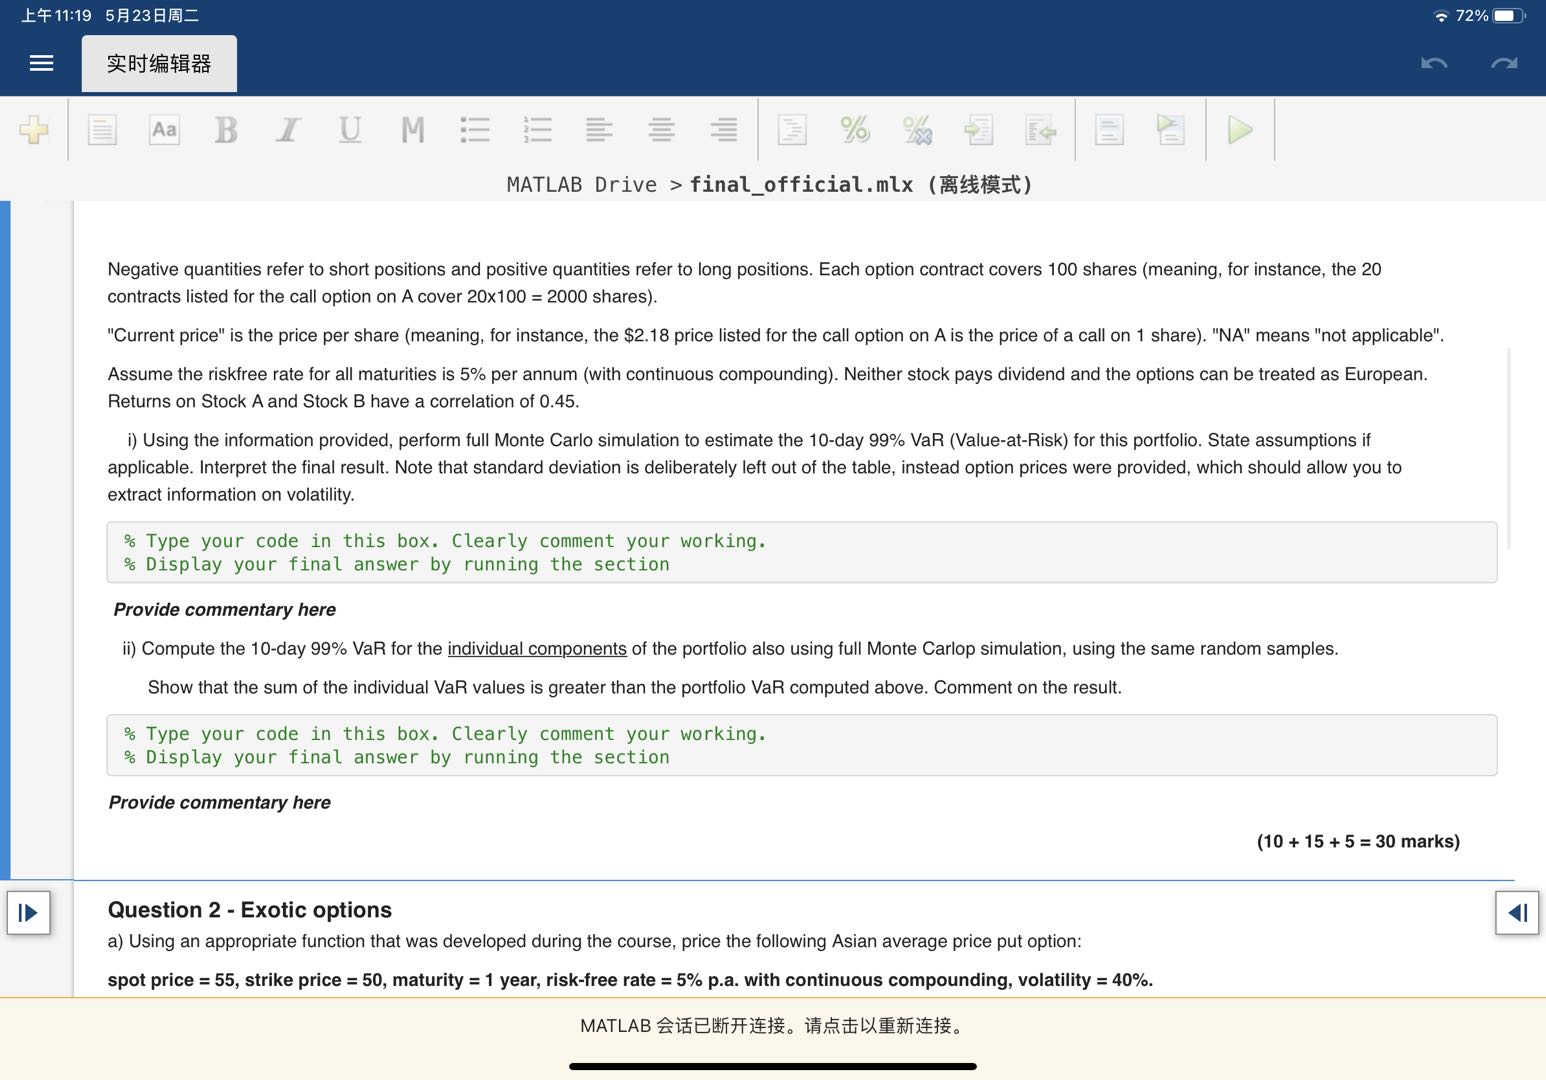 上午11:19 5月23日周二
72%
实时编辑器
Aa B I U M
MATLAB Drive > final_official.mlx (离线模式)
Negative quantities refer to short positions and positive quantities refer to long positions. Each option contract covers 100 shares (meaning, for instance, the 20
contracts listed for the call option on A cover 20x100 = 2000 shares).
"Current price" is the price per share (meaning, for instance, the $2.18 price listed for the call option on A is the price of a call on 1 share). "NA" means "not applicable".
Assume the riskfree rate for all maturities is 5% per annum (with continuous compounding). Neither stock pays dividend and the options can be treated as European.
Returns on Stock A and Stock B have a correlation of 0.45.
i) Using the information provided, perform full Monte Carlo simulation to estimate the 10-day 99% VaR (Value-at-Risk) for this portfolio. State assumptions if
applicable. Interpret the final result. Note that standard deviation is deliberately left out of the table, instead option prices were provided, which should allow you to
extract information on volatility.
% Type your code in this box. Clearly comment your working.
% Display your final answer by running the section
Provide commentary here
ii) Compute the 10-day 99% VaR for the individual components of the portfolio also using full Monte Carlop simulation, using the same random samples.
Show that the sum of the individual VaR values is greater than the portfolio VaR computed above. Comment on the result.
% Type your code in this box. Clearly comment your working.
% Display your final answer by running the section
Provide commentary here
(10 + 15 + 5 = 30 marks)
Question 2 - Exotic options
a) Using an appropriate function that was developed during the course, price the following Asian average price put option:
spot price = 55, strike price = 50, maturity = 1 year, risk-free rate = 5% p.a. with continuous compounding, volatility = 40%.
MATLAB 会话已断开连接。请点击以重新连接。